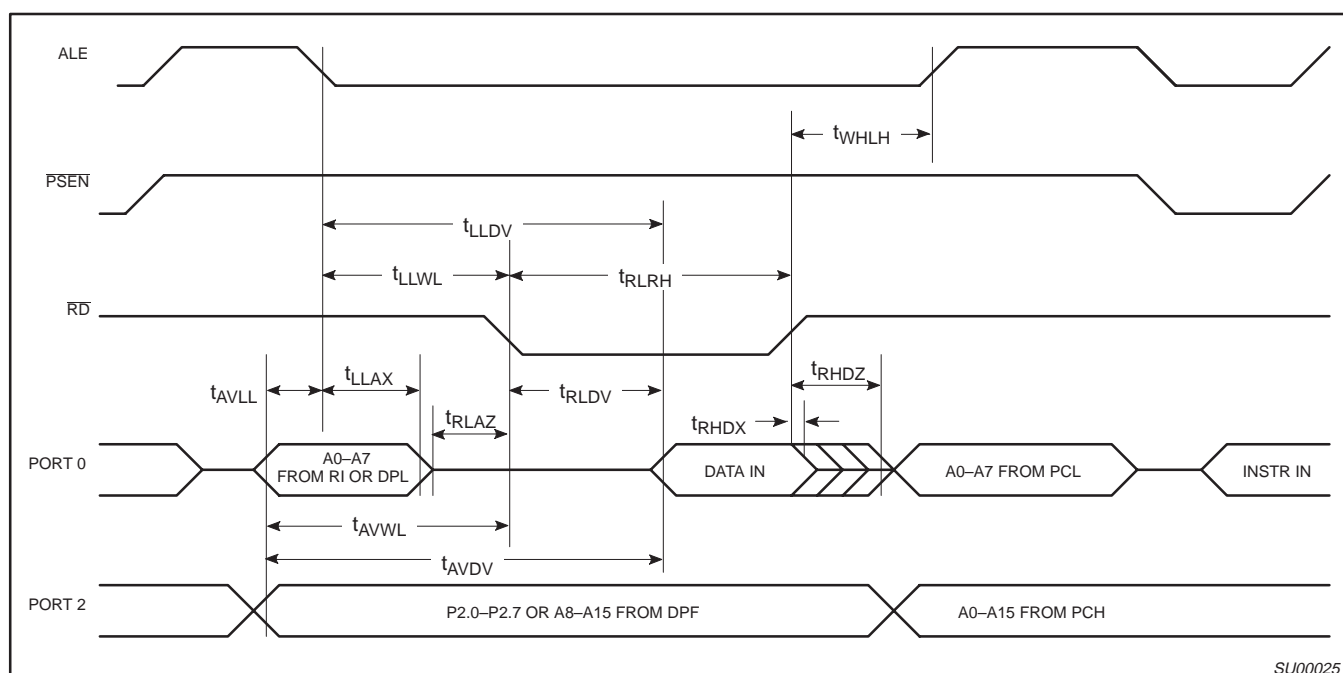 ALE
tWHLH
PSEN
tLLDV
tLLWL
tRLRH
RD
tAVLL
tLLAX
tRLDV
tRHDZ
tRLAZ
tRHDX
PORT 0
A0–A7
FROM RI OR DPL
DATA IN
A0–A7 FROM PCL
INSTR IN
tAVWL
tAVDV
PORT 2
P2.0–P2.7 OR A8–A15 FROM DPF
A0–A15 FROM PCH
SU00025